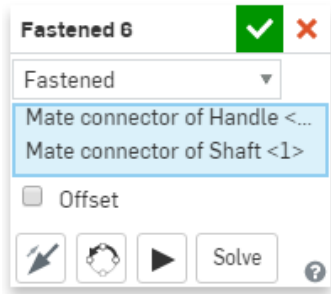 Fastened 6
Fastened
Mate connector of Handle <...
Mate connector of Shaft <1>
Offset
Solve
?